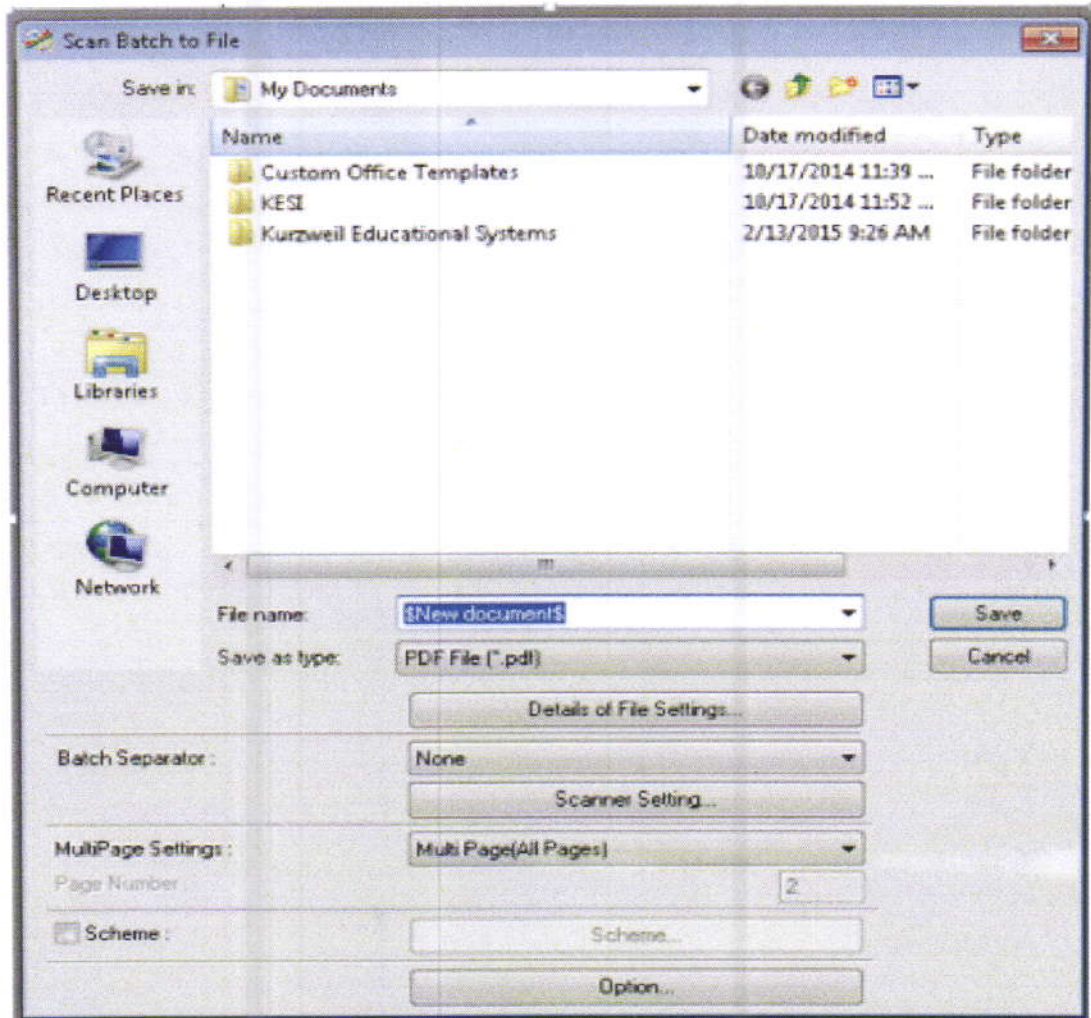 Scan Batch to File
Save in: My Documents
Name Date modified Type
Custom Office Templates 10/17/2014 11:39 ... File folder
KESI 10/17/2014 11:52 ... File folder
Kurzweil Educational Systems 2/13/2015 9:26 AM File folder
Recent Places
Desktop
Libraries
Computer
Network
File name: $New document$ Save
Save as type: PDF File (*.pdf) Cancel
Details of File Settings...
Batch Separator : None
Scanner Setting...
MultiPage Settings : Multi Page(All Pages)
Page Number : 2
Scheme : Scheme...
Option...